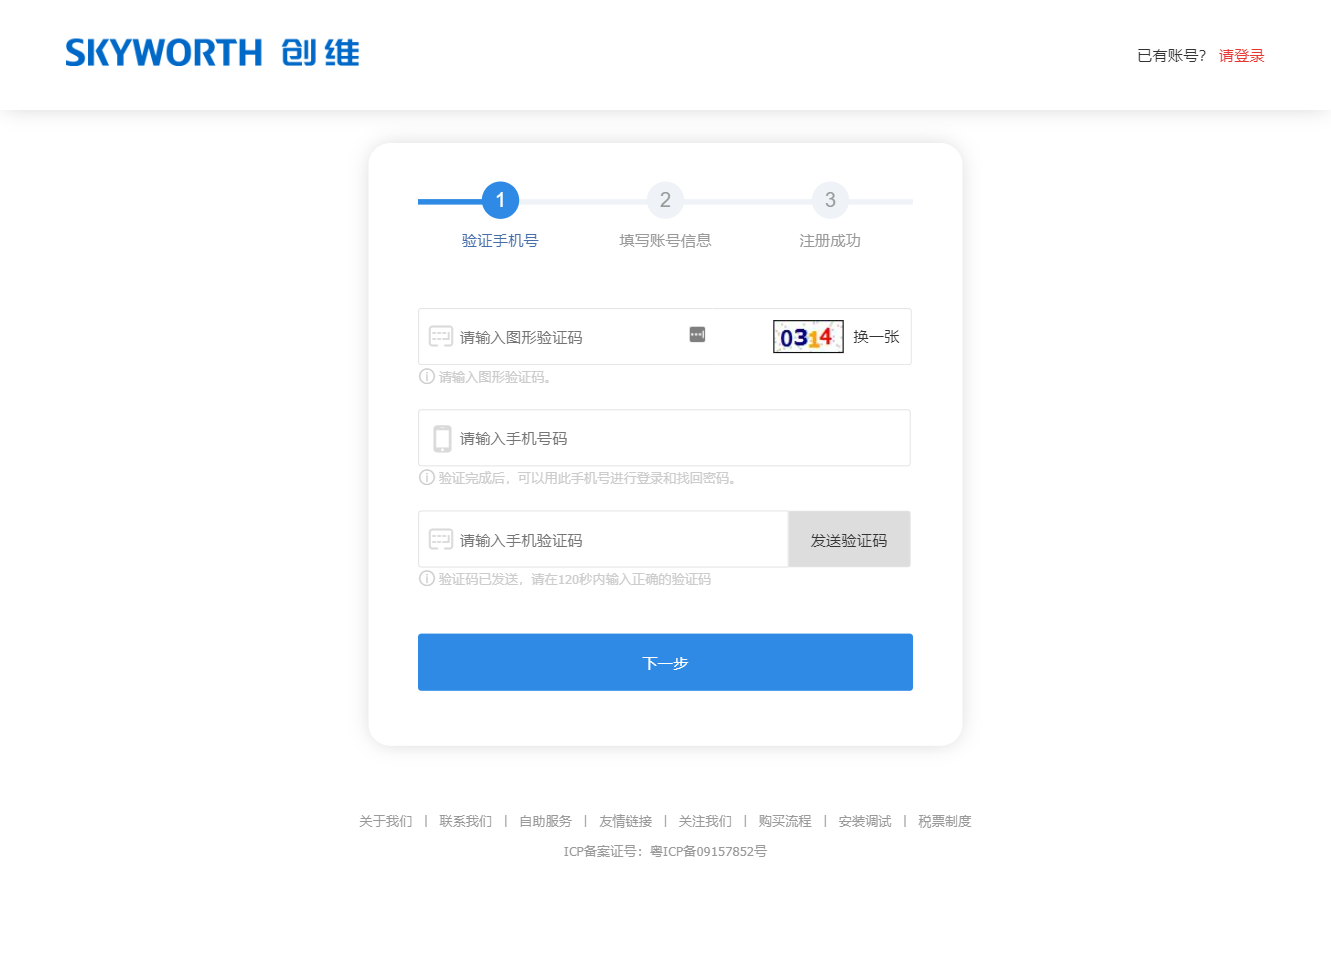 SKYWORTH 创维
已有账号? 请登录
1 2 3
验证手机号 填写账号信息 注册成功
请输入图形验证码 0314 换一张
请输入图形验证码。
请输入手机号码
验证完成后，可以用此手机号进行登录和找回密码。
请输入手机验证码 发送验证码
验证码已发送，请在120秒内输入正确的验证码
下一步
关于我们 | 联系我们 | 自助服务 | 友情链接 | 关注我们 | 购买流程 | 安装调试 | 税票制度
ICP备案证号：粤ICP备09157852号